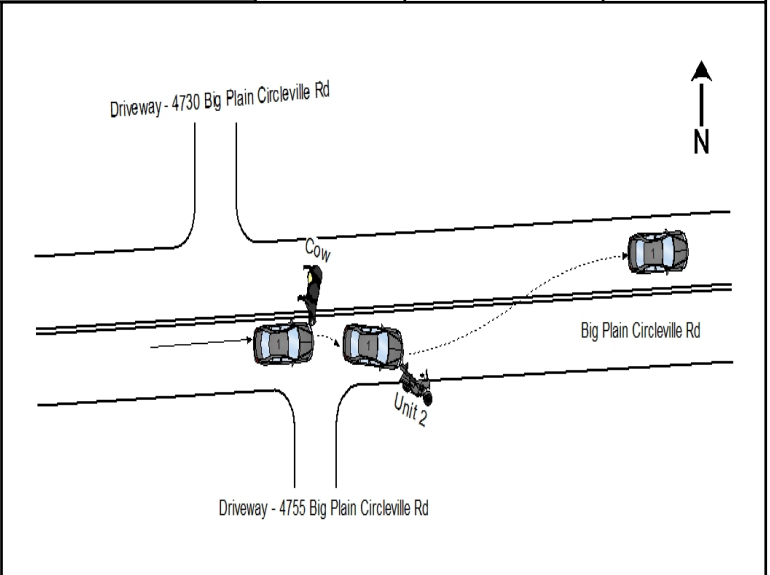 Driveway - 4730 Big Plain Circleville Rd
N
Cow
1
1
1
Big Plain Circleville Rd
Unit 2
Driveway - 4755 Big Plain Circleville Rd